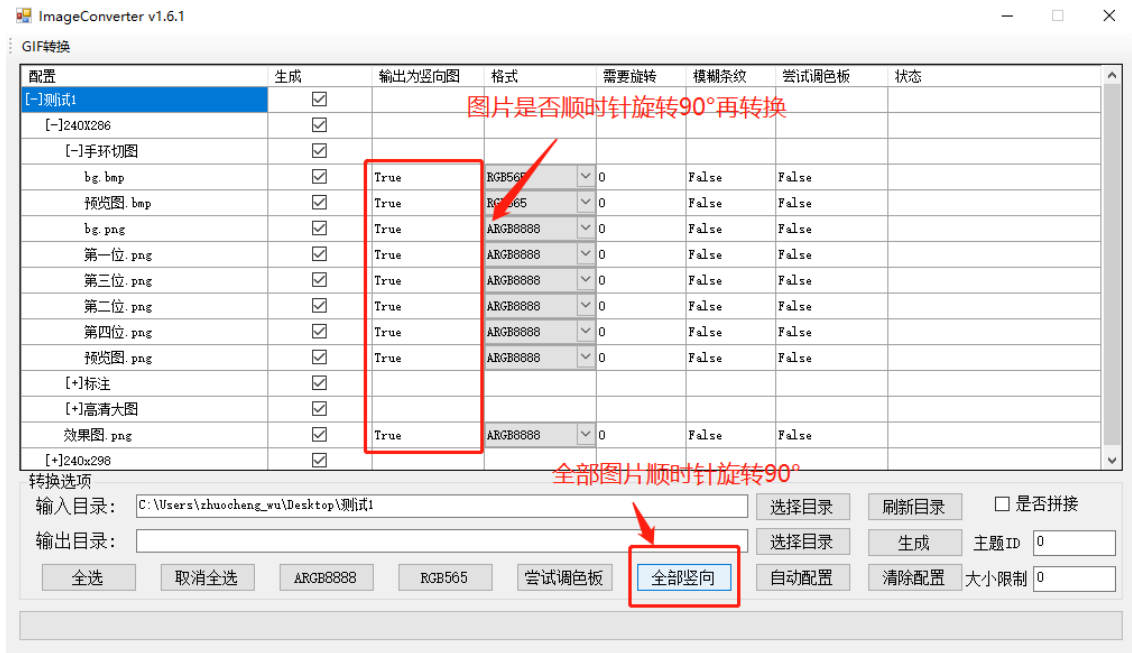 ImageConverter v1.6.1
GIF转换
配置 生成 输出为竖向图 格式 需要旋转 模糊条纹 尝试调色板 状态
[-]测试1
图片是否顺时针旋转90°再转换
[-]240X286
[-]手环切图
bg.bmp True RGB565 0 False False
预览图.bmp True RGB565 0 False False
bg.png True ARGB8888 0 False False
第一位.png True ARGB8888 0 False False
第三位.png True ARGB8888 0 False False
第二位.png True ARGB8888 0 False False
第四位.png True ARGB8888 0 False False
预览图.png True ARGB8888 0 False False
[+]标注
[+]高清大图
效果图.png True ARGB8888 0 False False
[+]240x298
全部图片顺时针旋转90°
转换选项
输入目录: C:\Users\zhuocheng_wu\Desktop\测试1 选择目录 刷新目录 是否拼接
输出目录: 选择目录 生成 主题ID 0
全选 取消全选 ARGB8888 RGB565 尝试调色板 全部竖向 自动配置 清除配置 大小限制 0